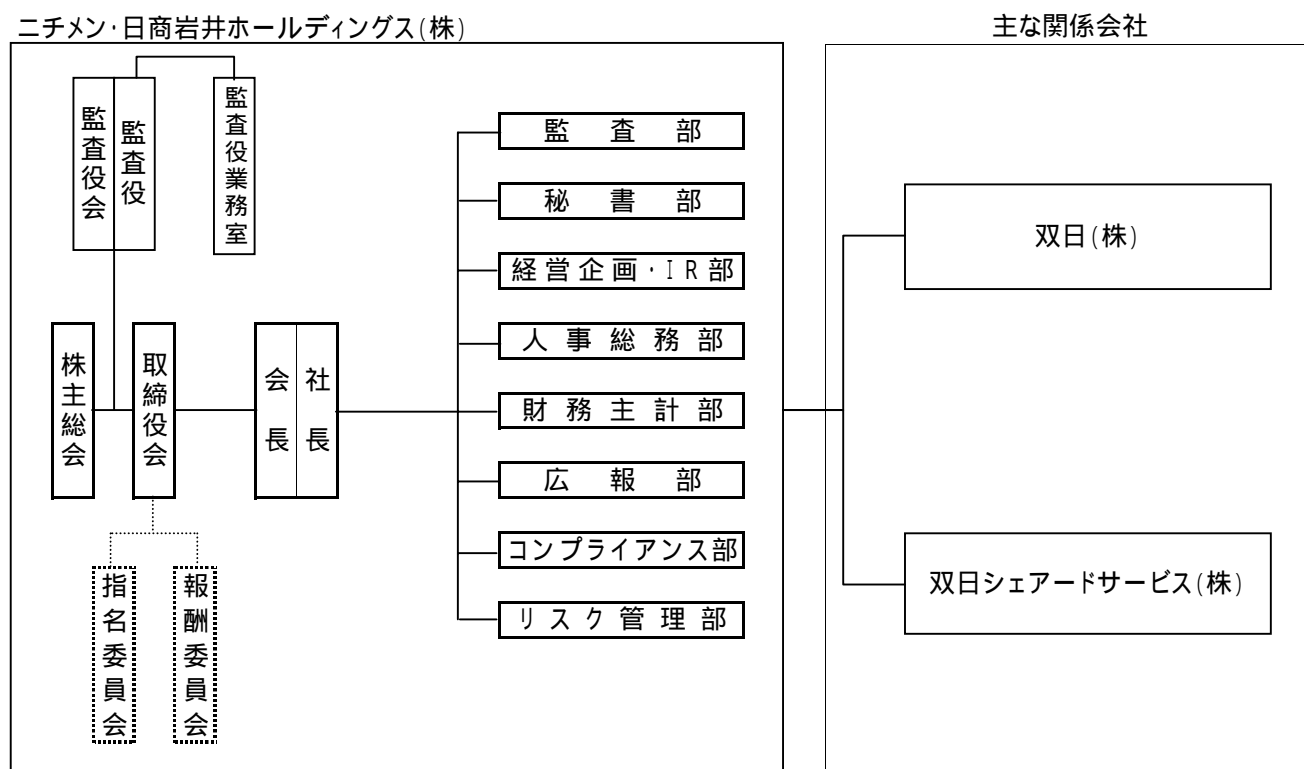 ニチメン・日商岩井ホールディングス(株)
主な関係会社
監査役会
監査役
監査役業務室
監査部
秘書部
経営企画・IR部
人事総務部
財務主計部
広報部
コンプライアンス部
リスク管理部
株主総会
取締役会
会長
社長
指名委員会
報酬委員会
双日(株)
双日シェアードサービス(株)